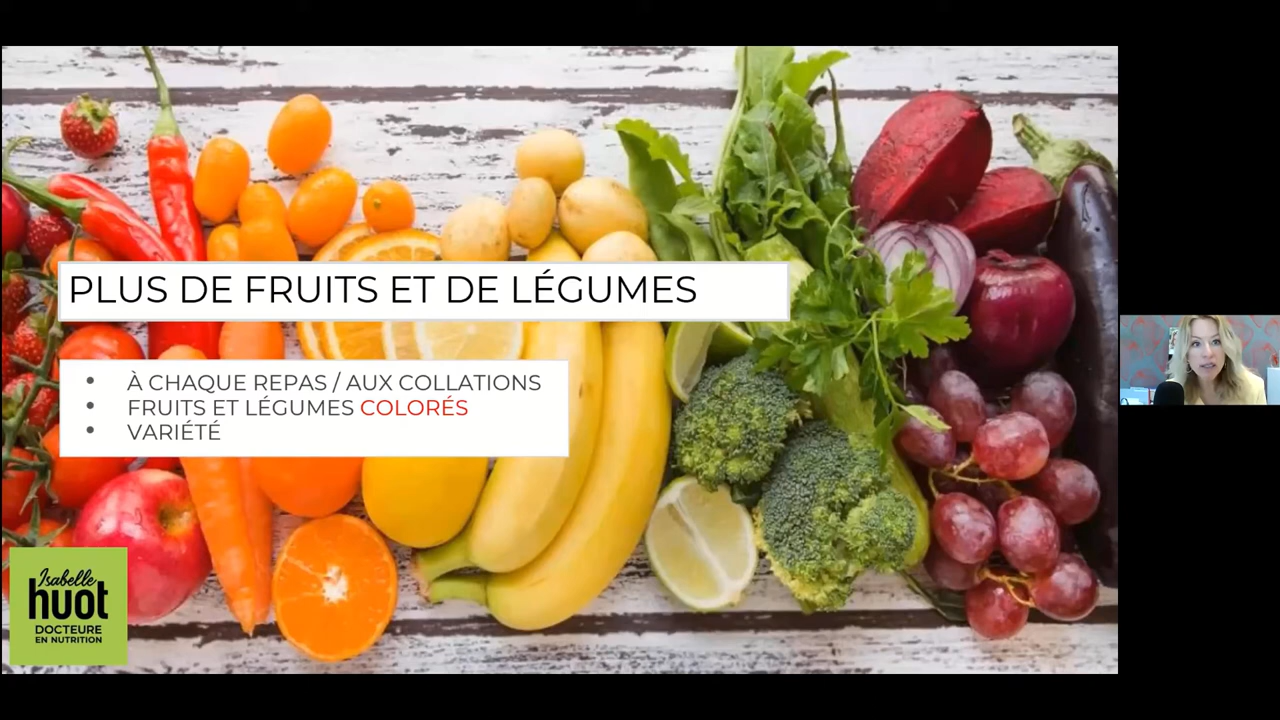 PLUS DE FRUITS ET DE LÉGUMES
• À CHAQUE REPAS / AUX COLLATIONS
• FRUITS ET LÉGUMES COLORÉS
• VARIÉTÉ
Isabelle
huot
DOCTEURE
EN NUTRITION